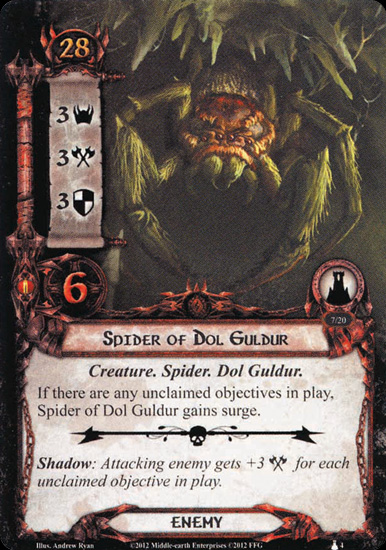 28
3
3
3
6
7/20
Spider of Dol Guldur
Creature. Spider. Dol Guldur.
If there are any unclaimed objectives in play,
Spider of Dol Guldur gains surge.
Shadow: Attacking enemy gets +3 for each
unclaimed objective in play.
ENEMY
Illus. Andrew Ryan ©2012 Middle-earth Enterprises ©2012 FFG 4